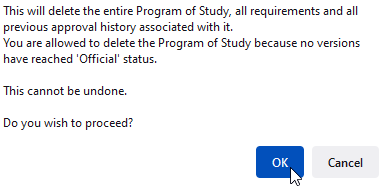 This will delete the entire Program of Study, all requirements and all
previous approval history associated with it.
You are allowed to delete the Program of Study because no versions
have reached 'Official' status.
This cannot be undone.
Do you wish to proceed?
OK
Cancel